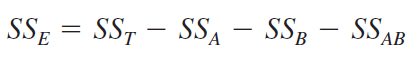 SS_E = SS_T − SS_A − SS_B − SS_AB